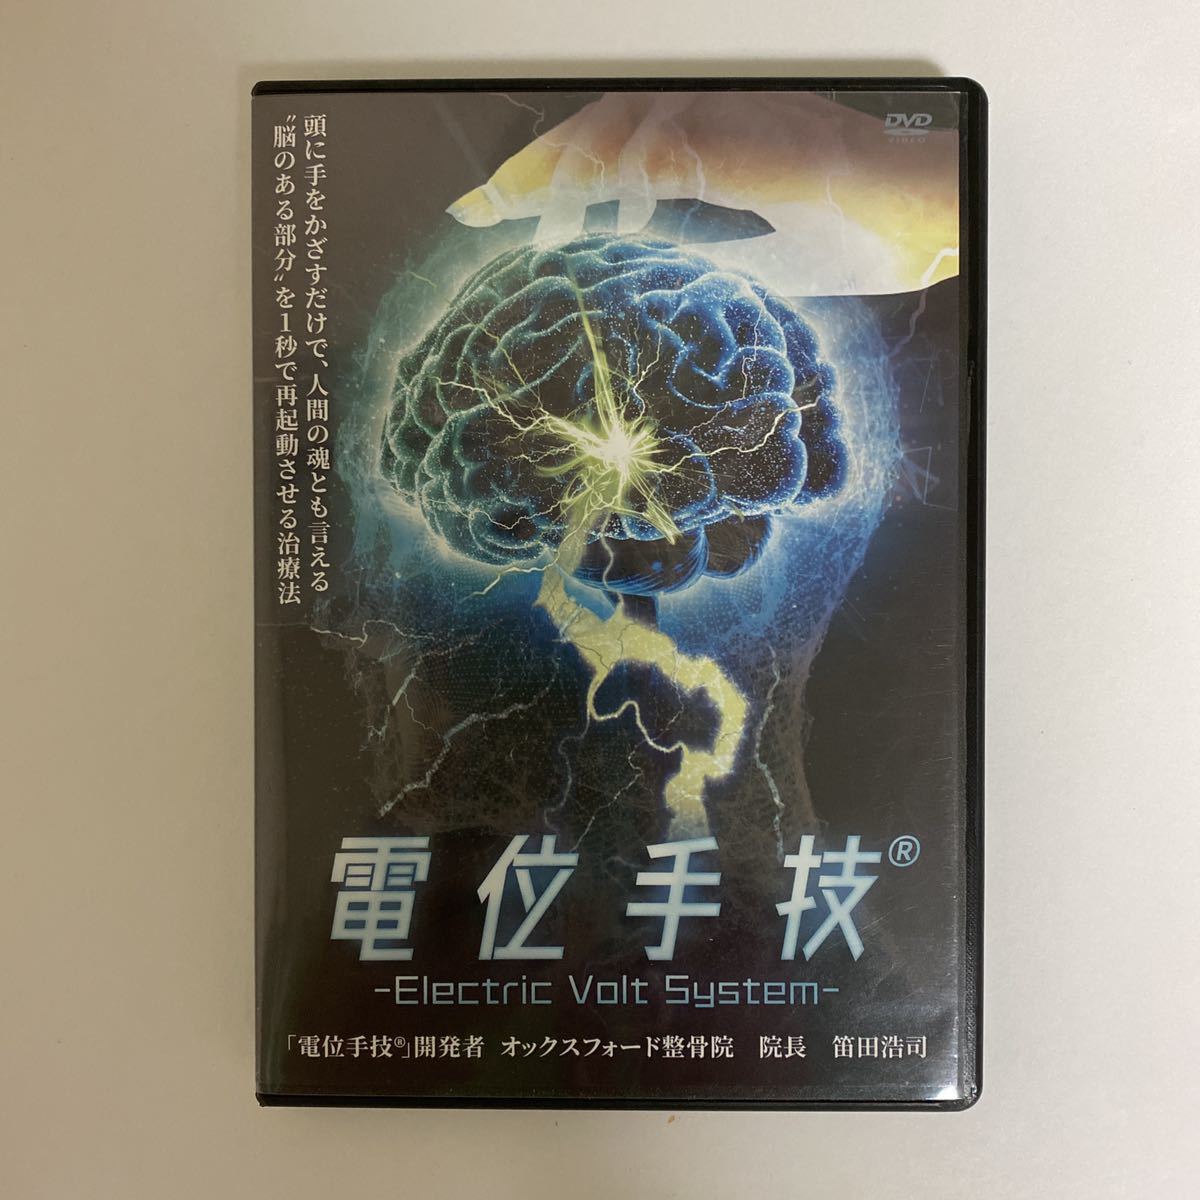 DVD
VIDEO
頭に手をかざすだけで、人間の魂とも言える
〝脳のある部分〟を1秒で再起動させる治療法
電位手技®
-Electric Volt System-
「電位手技®」開発者 オックスフォード整骨院 院長 笛田浩司